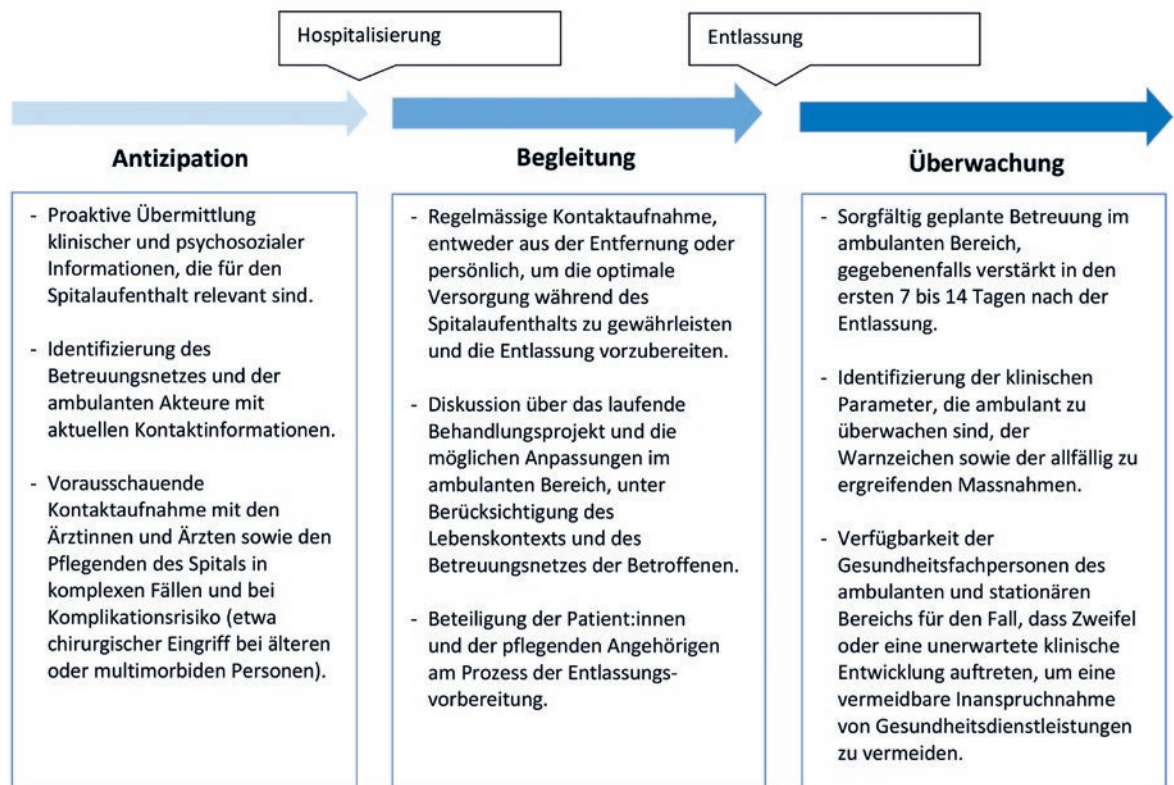 Hospitalisierung
Entlassung
Antizipation
- Proaktive Übermittlung
klinischer und psychosozialer
Informationen, die für den
Spitalaufenthalt relevant sind.
- Identifizierung des
Betreuungsnetzes und der
ambulanten Akteure mit
aktuellen Kontaktinformationen.
- Vorausschauende
Kontaktaufnahme mit den
Ärztinnen und Ärzten sowie den
Pflegenden des Spitals in
komplexen Fällen und bei
Komplikationsrisiko (etwa
chirurgischer Eingriff bei älteren
oder multimorbiden Personen).
Begleitung
- Regelmässige Kontaktaufnahme,
entweder aus der Entfernung oder
persönlich, um die optimale
Versorgung während des
Spitalaufenthalts zu gewährleisten
und die Entlassung vorzubereiten.
- Diskussion über das laufende
Behandlungsprojekt und die
möglichen Anpassungen im
ambulanten Bereich, unter
Berücksichtigung des
Lebenskontexts und des
Betreuungsnetzes der Betroffenen.
- Beteiligung der Patient:innen
und der pflegenden Angehörigen
am Prozess der Entlassungs-
vorbereitung.
Überwachung
- Sorgfältig geplante Betreuung im
ambulanten Bereich,
gegebenenfalls verstärkt in den
ersten 7 bis 14 Tagen nach der
Entlassung.
- Identifizierung der klinischen
Parameter, die ambulant zu
überwachen sind, der
Warnzeichen sowie der allfällig zu
ergreifenden Massnahmen.
- Verfügbarkeit der
Gesundheitsfachpersonen des
ambulanten und stationären
Bereichs für den Fall, dass Zweifel
oder eine unerwartete klinische
Entwicklung auftreten, um eine
vermeidbare Inanspruchnahme
von Gesundheitsdienstleistungen
zu vermeiden.